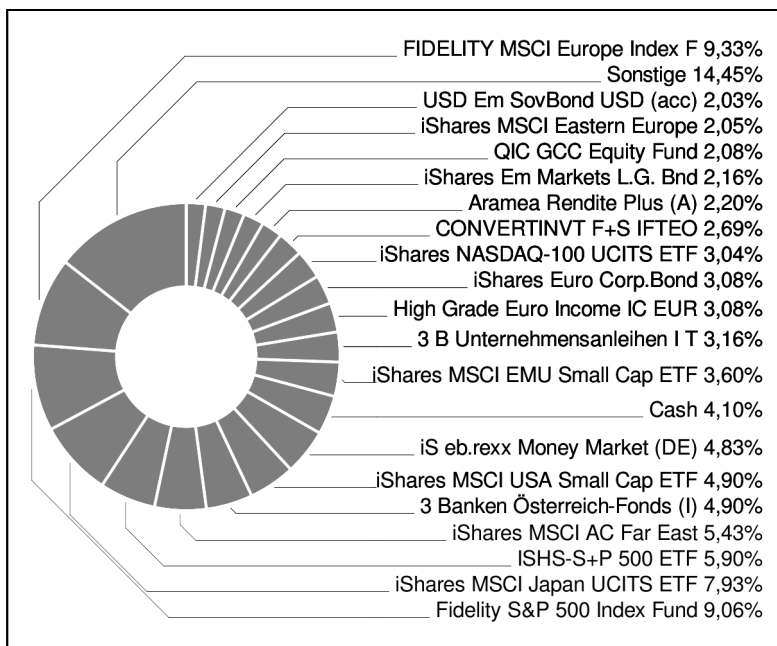 FIDELITY MSCI Europe Index F 9,33%
Sonstige 14,45%
USD Em SovBond USD (acc) 2,03%
iShares MSCI Eastern Europe 2,05%
QIC GCC Equity Fund 2,08%
iShares Em Markets L.G. Bnd 2,16%
Aramea Rendite Plus (A) 2,20%
CONVERTINVT F+S IFTEO 2,69%
iShares NASDAQ-100 UCITS ETF 3,04%
iShares Euro Corp.Bond 3,08%
High Grade Euro Income IC EUR 3,08%
3 B Unternehmensanleihen I T 3,16%
iShares MSCI EMU Small Cap ETF 3,60%
Cash 4,10%
iS eb.rexx Money Market (DE) 4,83%
iShares MSCI USA Small Cap ETF 4,90%
3 Banken Österreich-Fonds (I) 4,90%
iShares MSCI AC Far East 5,43%
ISHS-S+P 500 ETF 5,90%
iShares MSCI Japan UCITS ETF 7,93%
Fidelity S&P 500 Index Fund 9,06%